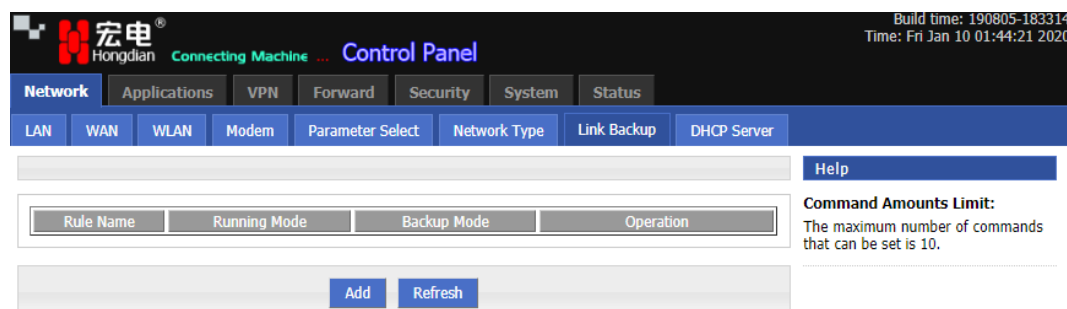 宏电®
Hongdian Connecting Machine ... Control Panel
Build time: 190805-183314
Time: Fri Jan 10 01:44:21 2020
Network Applications VPN Forward Security System Status
LAN WAN WLAN Modem Parameter Select Network Type Link Backup DHCP Server
Rule Name Running Mode Backup Mode Operation
Add Refresh
Help
Command Amounts Limit:
The maximum number of commands
that can be set is 10.